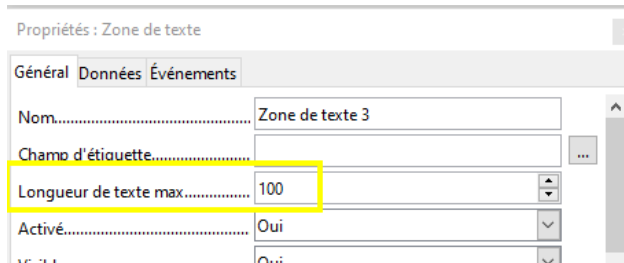 Propriétés : Zone de texte
Général Données Événements
Nom............................................... Zone de texte 3
Champ d'étiquette........................ ...
Longueur de texte max................ 100
Activé............................................. Oui
Oui